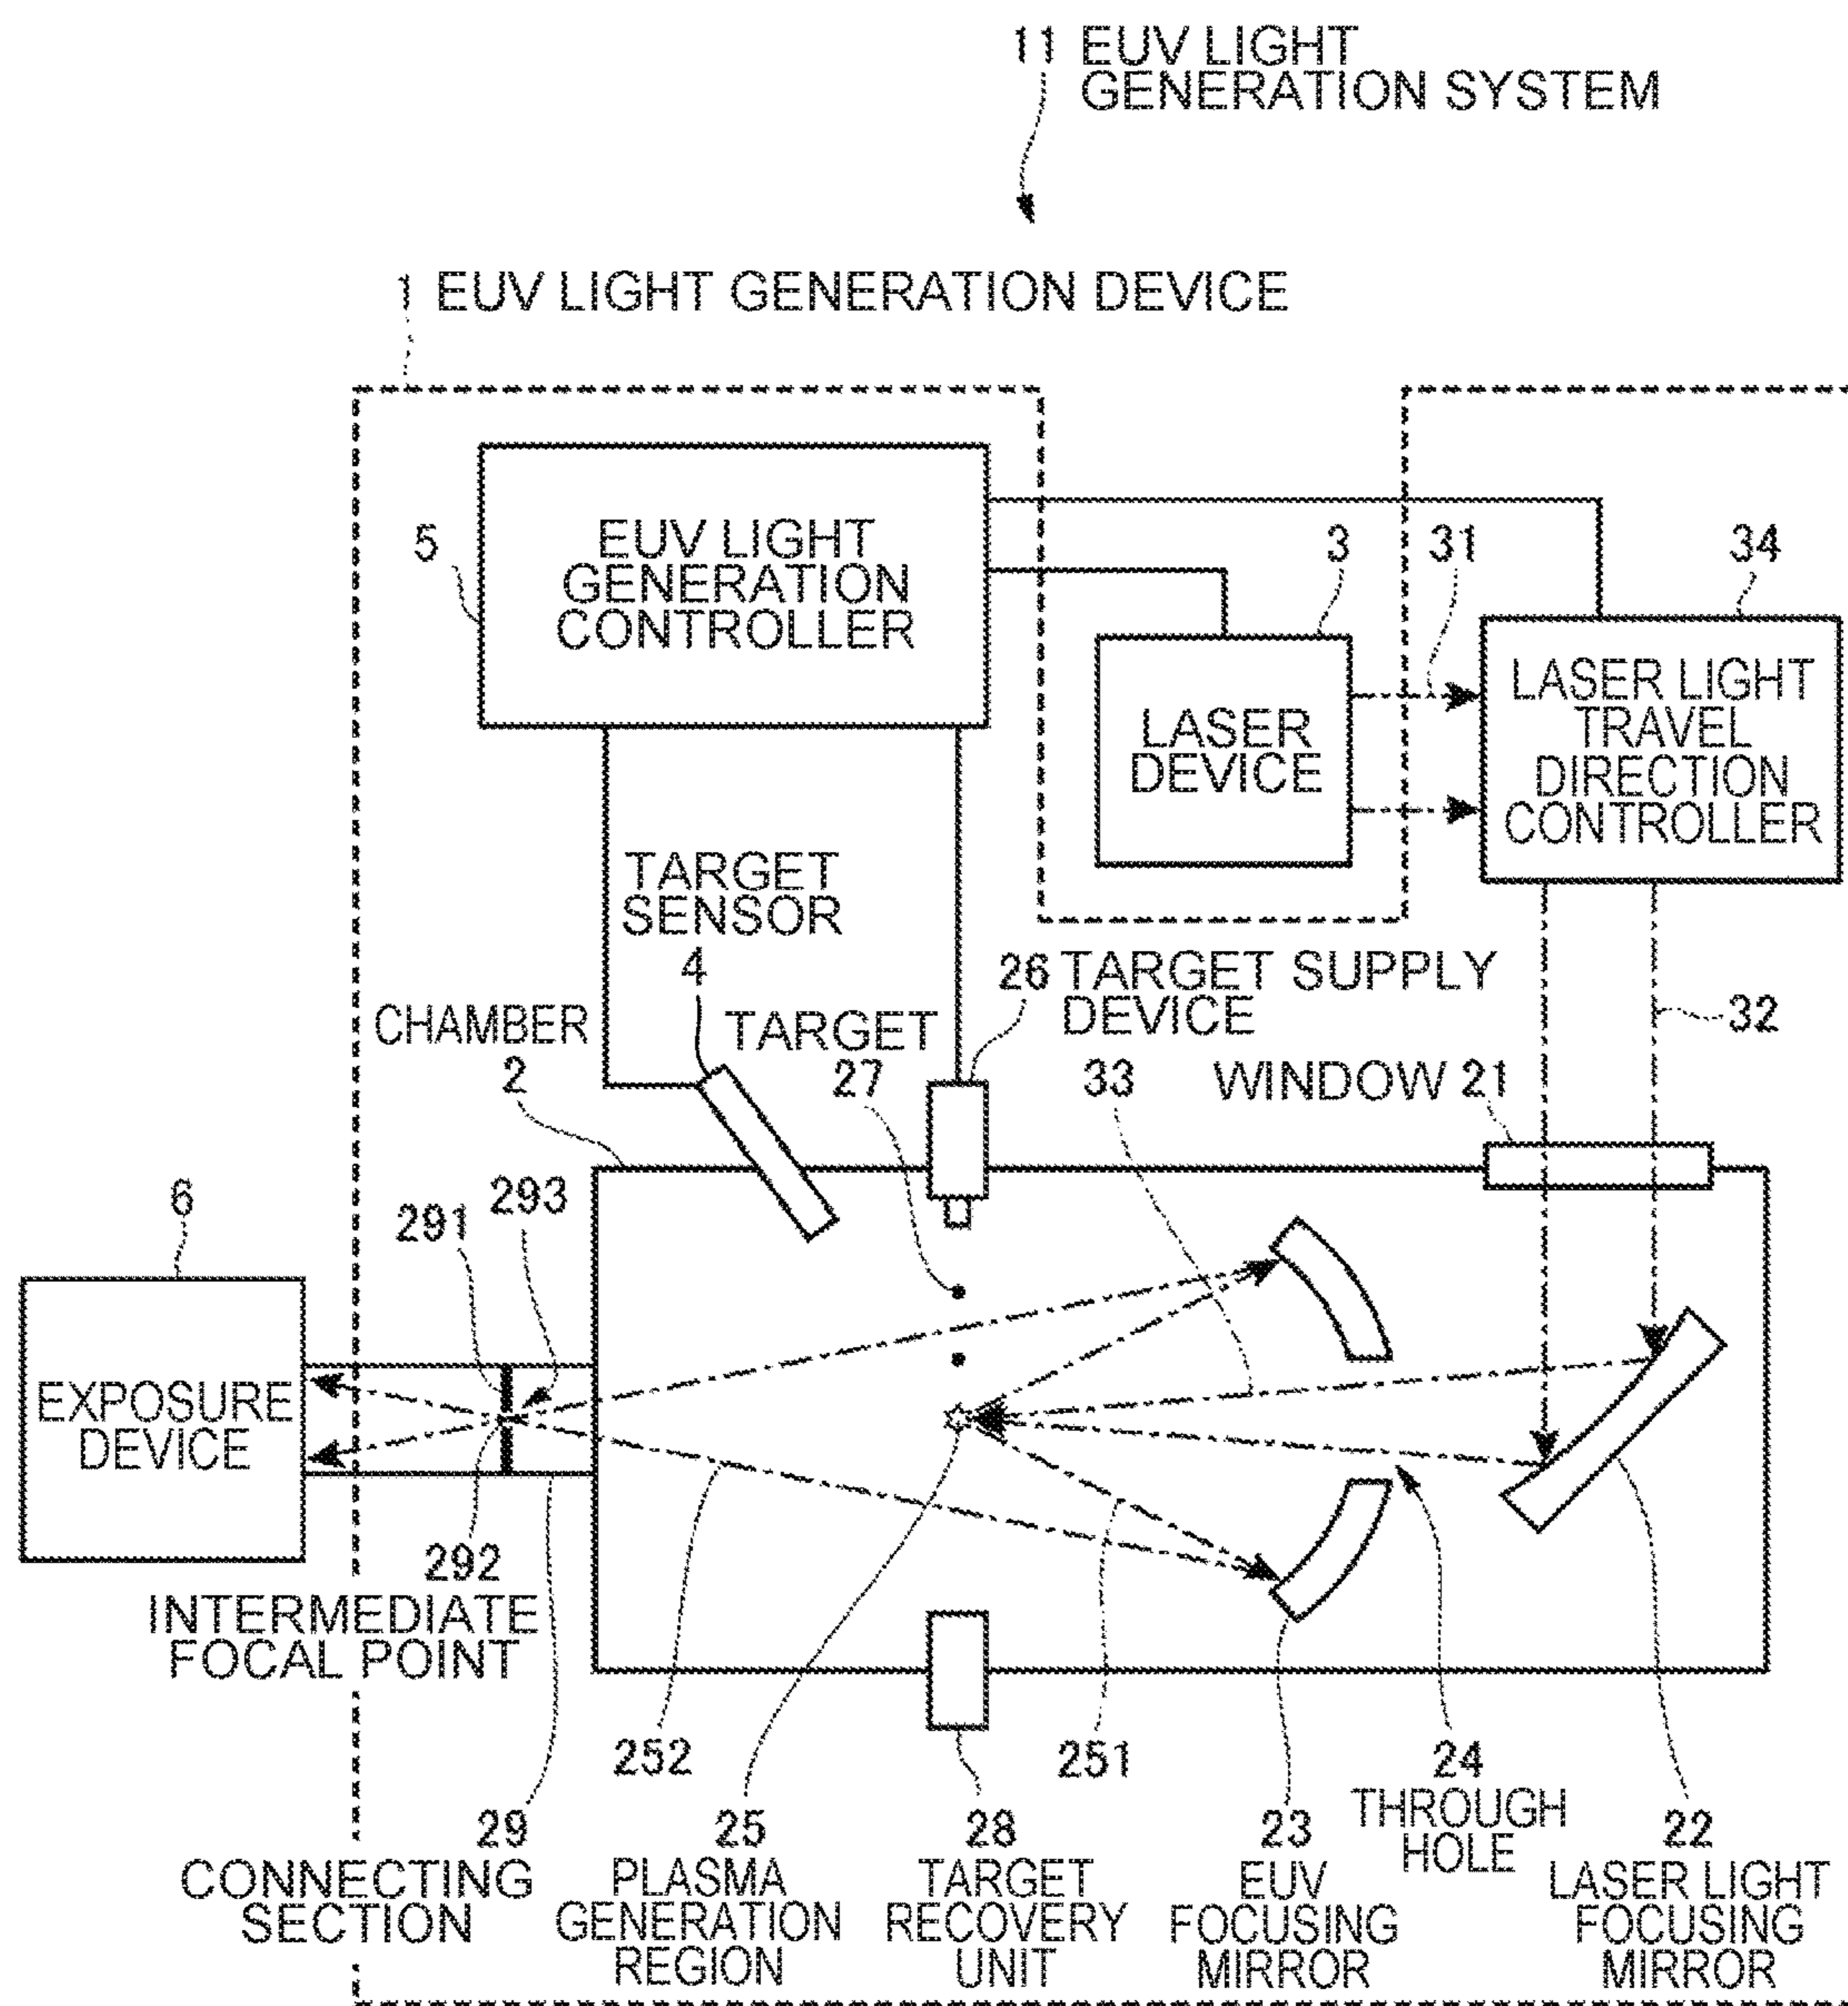 11 EUV LIGHT
GENERATION SYSTEM
1 EUV LIGHT GENERATION DEVICE
5
EUV LIGHT
GENERATION
CONTROLLER
3
31
34
LASER
DEVICE
LASER LIGHT
TRAVEL
DIRECTION
CONTROLLER
TARGET
SENSOR
4
26 TARGET SUPPLY
DEVICE
32
CHAMBER
2
TARGET
27
33
WINDOW 21
6
291
293
EXPOSURE
DEVICE
292
INTERMEDIATE
FOCAL POINT
252
251
24
THROUGH
HOLE
29
CONNECTING
SECTION
25
PLASMA
GENERATION
REGION
28
TARGET
RECOVERY
UNIT
23
EUV
FOCUSING
MIRROR
22
LASER LIGHT
FOCUSING
MIRROR